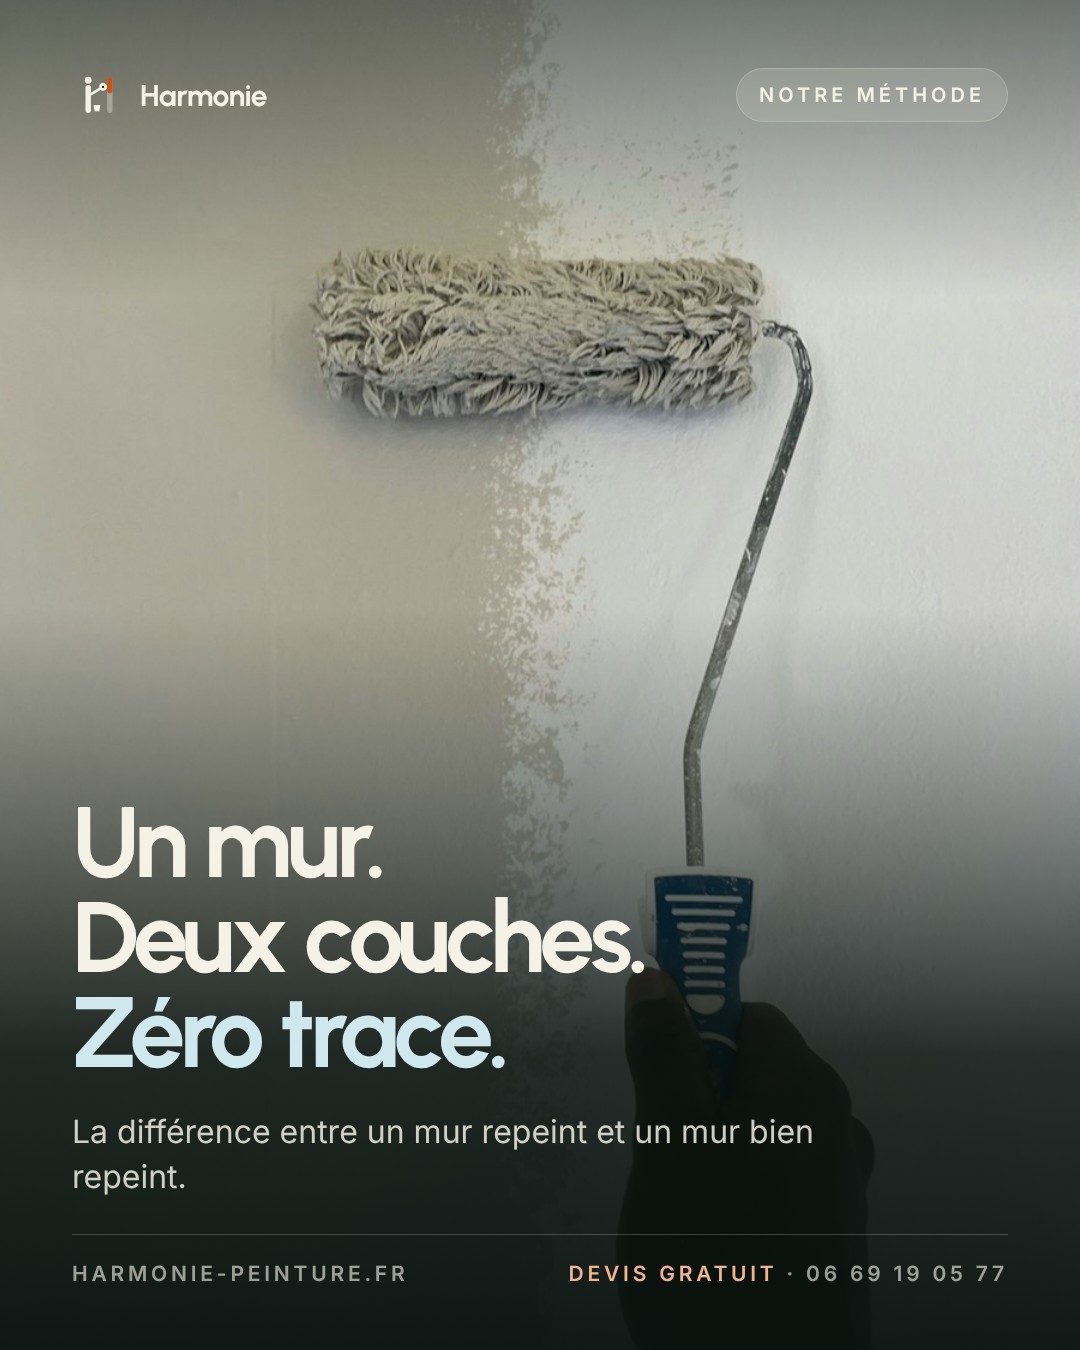 Harmonie
NOTRE MÉTHODE
Un mur.
Deux couches.
Zéro trace.
La différence entre un mur repeint et un mur bien
repeint.
HARMONIE-PEINTURE.FR
DEVIS GRATUIT · 06 69 19 05 77